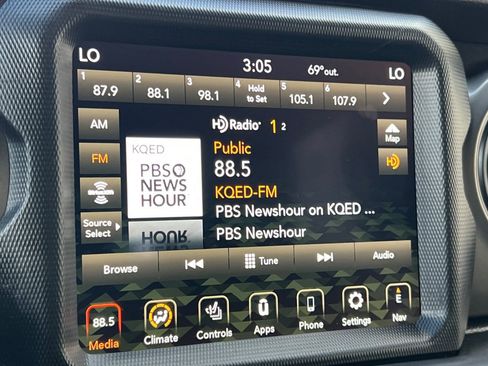 LO 3:05 69° out. LO
1 87.9 2 88.1 3 98.1 4 Hold to Set 5 105.1 6 107.9
AM
HD Radio 1 2
Map
FM
KQED
PBS NEWS HOUR
Public
88.5
HD
KQED-FM
SiriusXM
PBS Newshour on KQED ...
Source Select
HOUR
PBS Newshour
Browse Tune Audio
88.5 E
Media Climate Controls Apps Phone Settings Nav